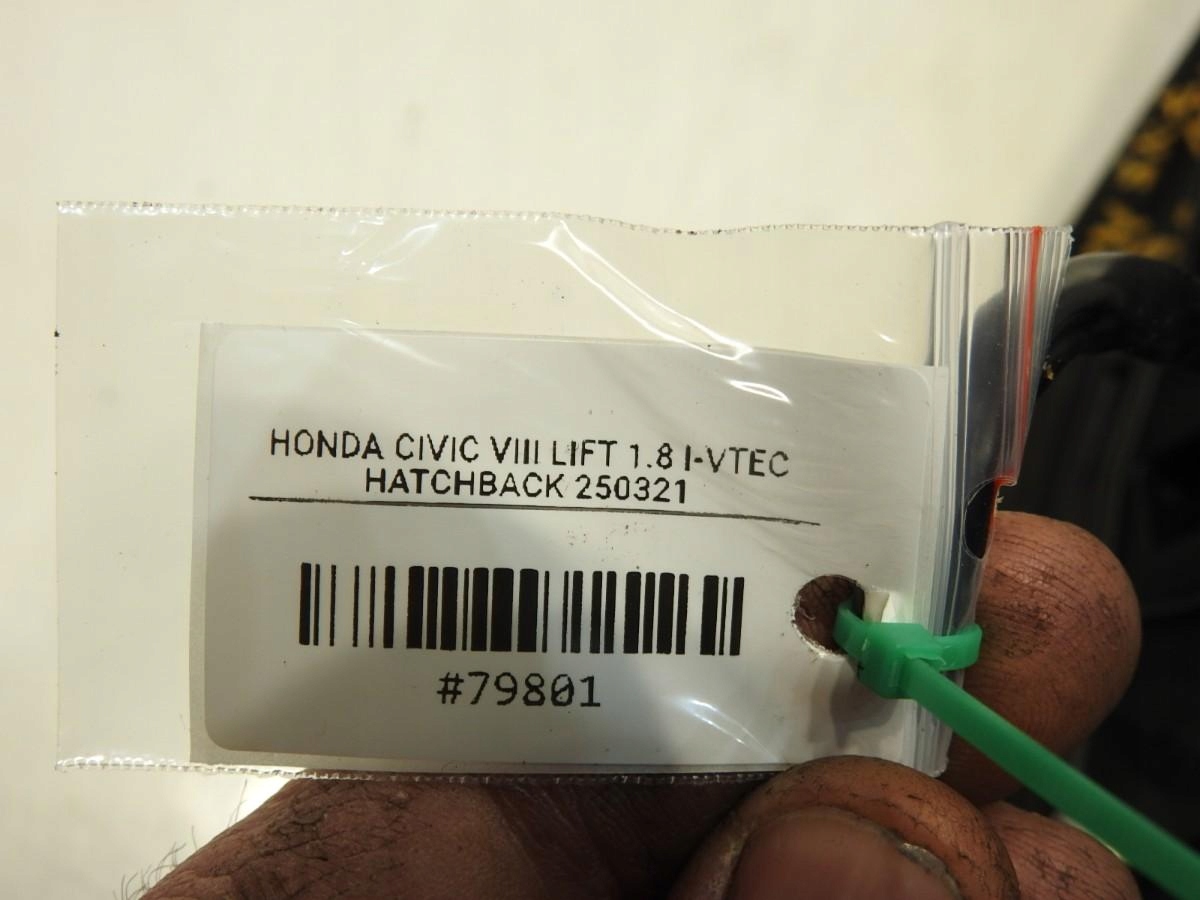 HONDA CIVIC VIII LIFT 1.8 I-VTEC
HATCHBACK 250321
#79801